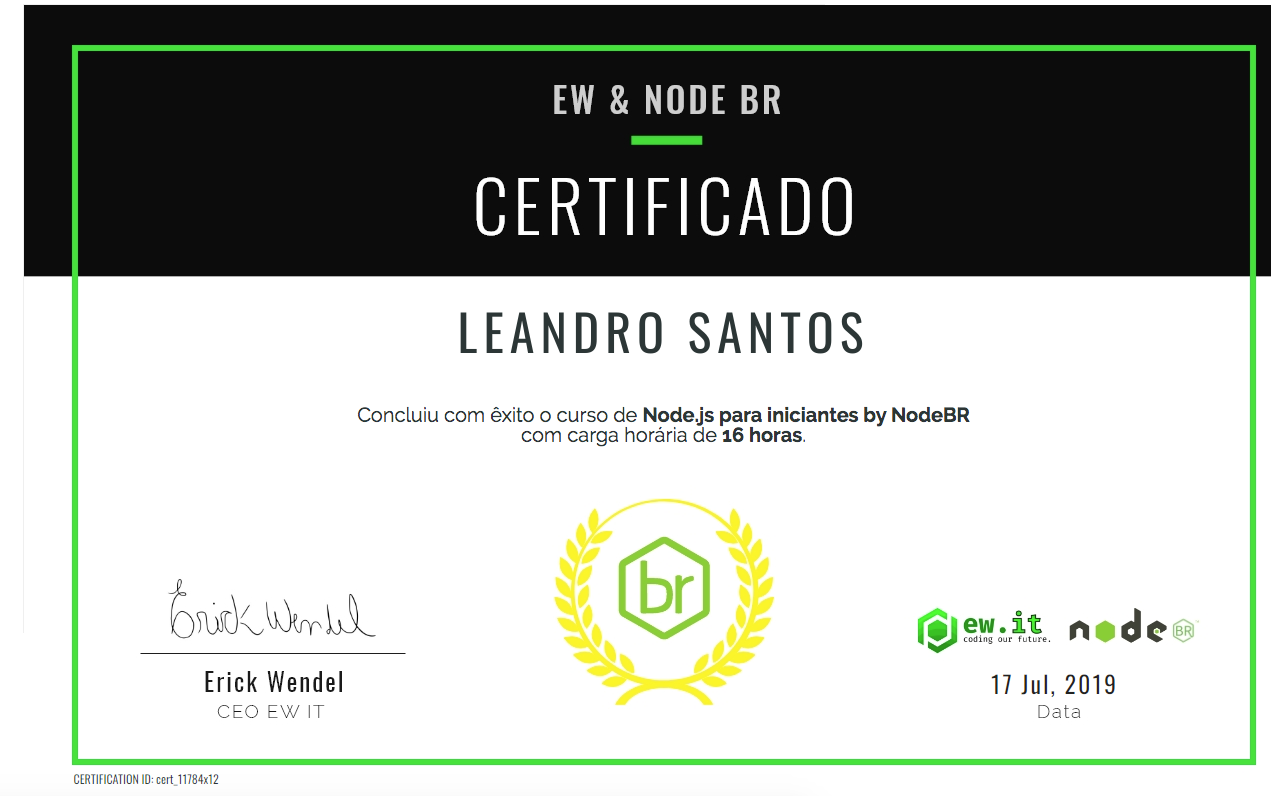 EW & NODE BR
CERTIFICADO
LEANDRO SANTOS
Concluiu com êxito o curso de Node.js para iniciantes by NodeBR
com carga horária de 16 horas.
br
Erick Wendel
Erick Wendel
CEO EW IT
ew.it
coding our future.
node BR
17 Jul, 2019
Data
CERTIFICATION ID: cert_11784x12